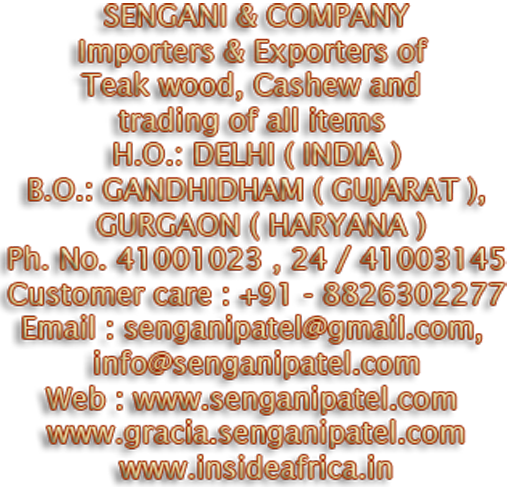 SENGANI & COMPANY
Importers & Exporters of
Teak wood, Cashew and
trading of all items
H.O.: DELHI ( INDIA )
B.O.: GANDHIDHAM ( GUJARAT ),
GURGAON ( HARYANA )
Ph. No. 41001023 , 24 / 41003145
Customer care : +91 - 8826302277
Email : senganipatel@gmail.com,
info@senganipatel.com
Web : www.senganipatel.com
www.gracia.senganipatel.com
www.insideafrica.in